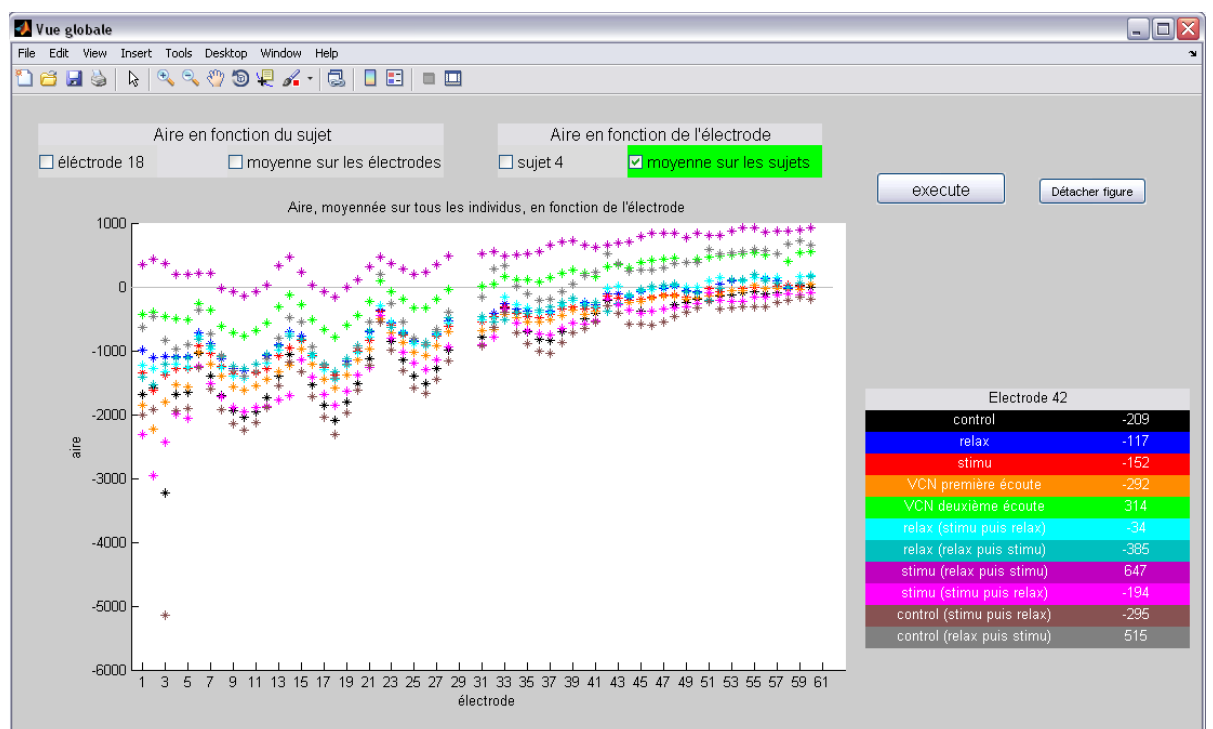 Vue globale
File Edit View Insert Tools Desktop Window Help
Aire en fonction du sujet
éléctrode 18
moyenne sur les électrodes
Aire en fonction de l'électrode
sujet 4
moyenne sur les sujets
execute
Détacher figure
Aire, moyennée sur tous les individus, en fonction de l'électrode
1000
0
-1000
-2000
-3000
-4000
-5000
-6000
aire
1 3 5 7 9 11 13 15 17 19 21 23 25 27 29 31 33 35 37 39 41 43 45 47 49 51 53 55 57 59 61
électrode
Electrode 42
control -209
relax -117
stimu -152
VCN première écoute -292
VCN deuxième écoute 314
relax (stimu puis relax) -34
relax (relax puis stimu) -385
stimu (relax puis stimu) 647
stimu (stimu puis relax) -194
control (stimu puis relax) -295
control (relax puis stimu) 515